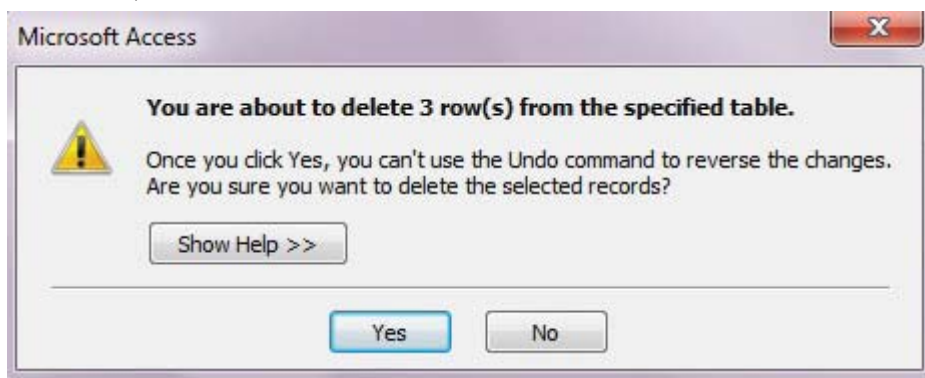 Microsoft Access
You are about to delete 3 row(s) from the specified table.
Once you click Yes, you can't use the Undo command to reverse the changes.
Are you sure you want to delete the selected records?
Show Help >>
Yes
No